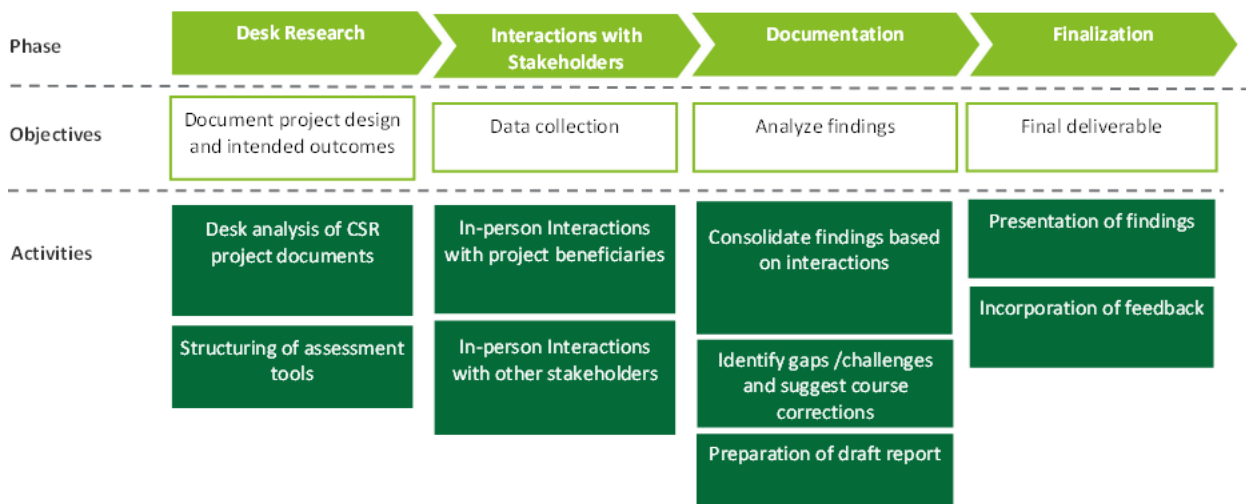 Phase
Desk Research
Interactions with
Stakeholders
Documentation
Finalization
Objectives
Document project design
and intended outcomes
Data collection
Analyze findings
Final deliverable
Activities
Desk analysis of CSR
project documents
Structuring of assessment
tools
In-person Interactions
with project beneficiaries
In-person Interactions
with other stakeholders
Consolidate findings based
on interactions
Identify gaps /challenges
and suggest course
corrections
Preparation of draft report
Presentation of findings
Incorporation of feedback